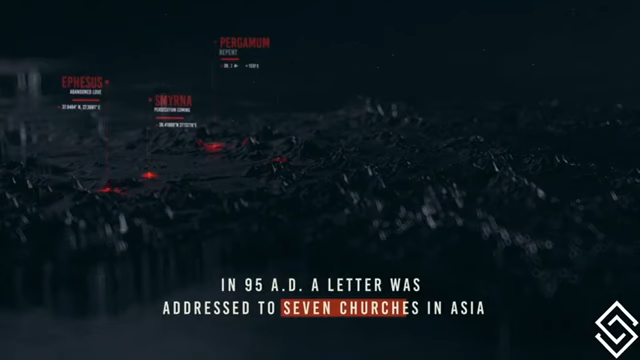 PERGAMUM
REPENT
EPHESUS
ABANDONED LOVE
SMYRNA
PERSECUTION COMING
IN 95 A.D. A LETTER WAS
ADDRESSED TO SEVEN CHURCHES IN ASIA